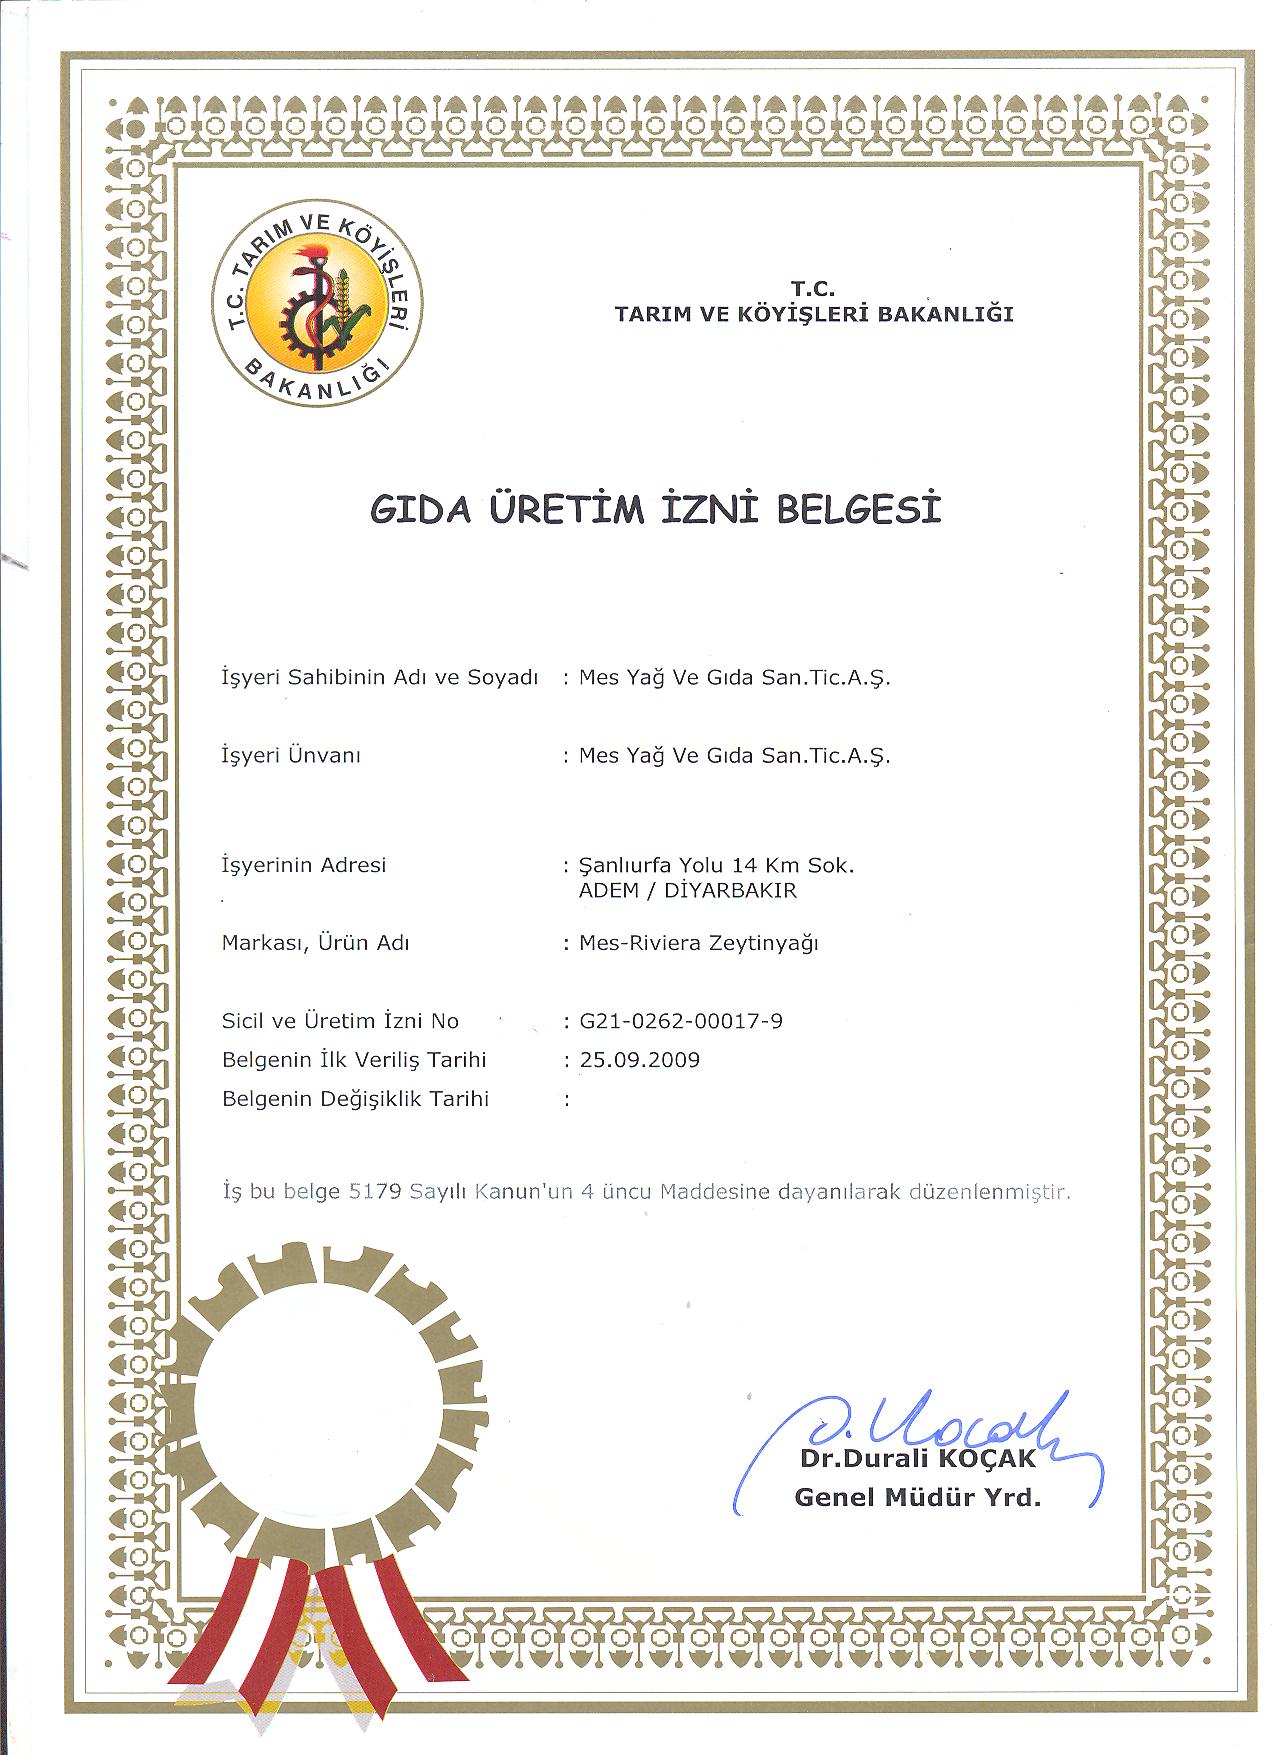 T.C. TARIM VE KÖYİŞLERİ
BAKANLIĞI
T.C.
TARIM VE KÖYİŞLERİ BAKANLIĞI
GIDA ÜRETİM İZNİ BELGESİ
İşyeri Sahibinin Adı ve Soyadı : Mes Yağ Ve Gıda San.Tic.A.Ş.
İşyeri Ünvanı : Mes Yağ Ve Gıda San.Tic.A.Ş.
İşyerinin Adresi : Şanlıurfa Yolu 14 Km Sok.
ADEM / DİYARBAKIR
Markası, Ürün Adı : Mes-Riviera Zeytinyağı
Sicil ve Üretim İzni No : G21-0262-00017-9
Belgenin İlk Veriliş Tarihi : 25.09.2009
Belgenin Değişiklik Tarihi :
İş bu belge 5179 Sayılı Kanun'un 4 üncu Maddesine dayanılarak düzenlenmiştir.
D. Kocak
Dr.Durali KOÇAK
Genel Müdür Yrd.